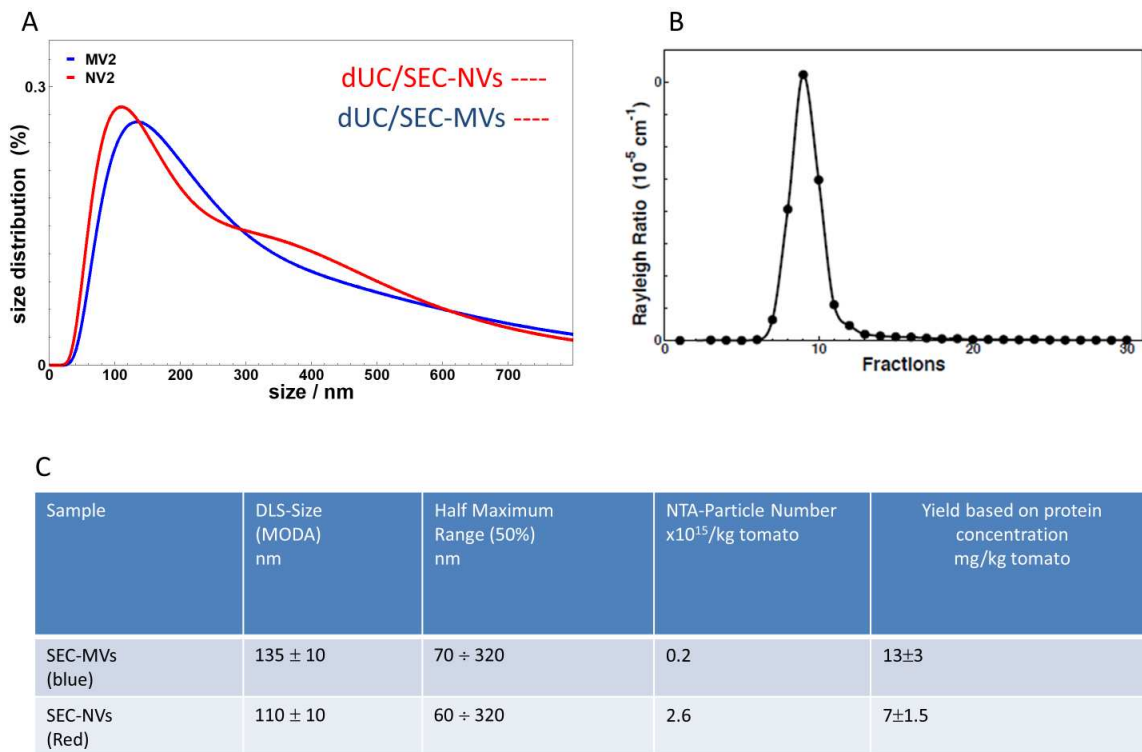 A
MV2
NV2
dUC/SEC-NVs ----
dUC/SEC-MVs ----
0.3
0
size distribution (%)
0 100 200 300 400 500 600 700
size / nm
B
0
0
Rayleigh Ratio (10⁻⁵ cm⁻¹)
0 10 20 30
Fractions
C
Sample
DLS-Size
(MODA)
nm
Half Maximum
Range (50%)
nm
NTA-Particle Number
x10¹⁵/kg tomato
Yield based on protein
concentration
mg/kg tomato
SEC-MVs
(blue)
135 ± 10
70 ÷ 320
0.2
13±3
SEC-NVs
(Red)
110 ± 10
60 ÷ 320
2.6
7±1.5